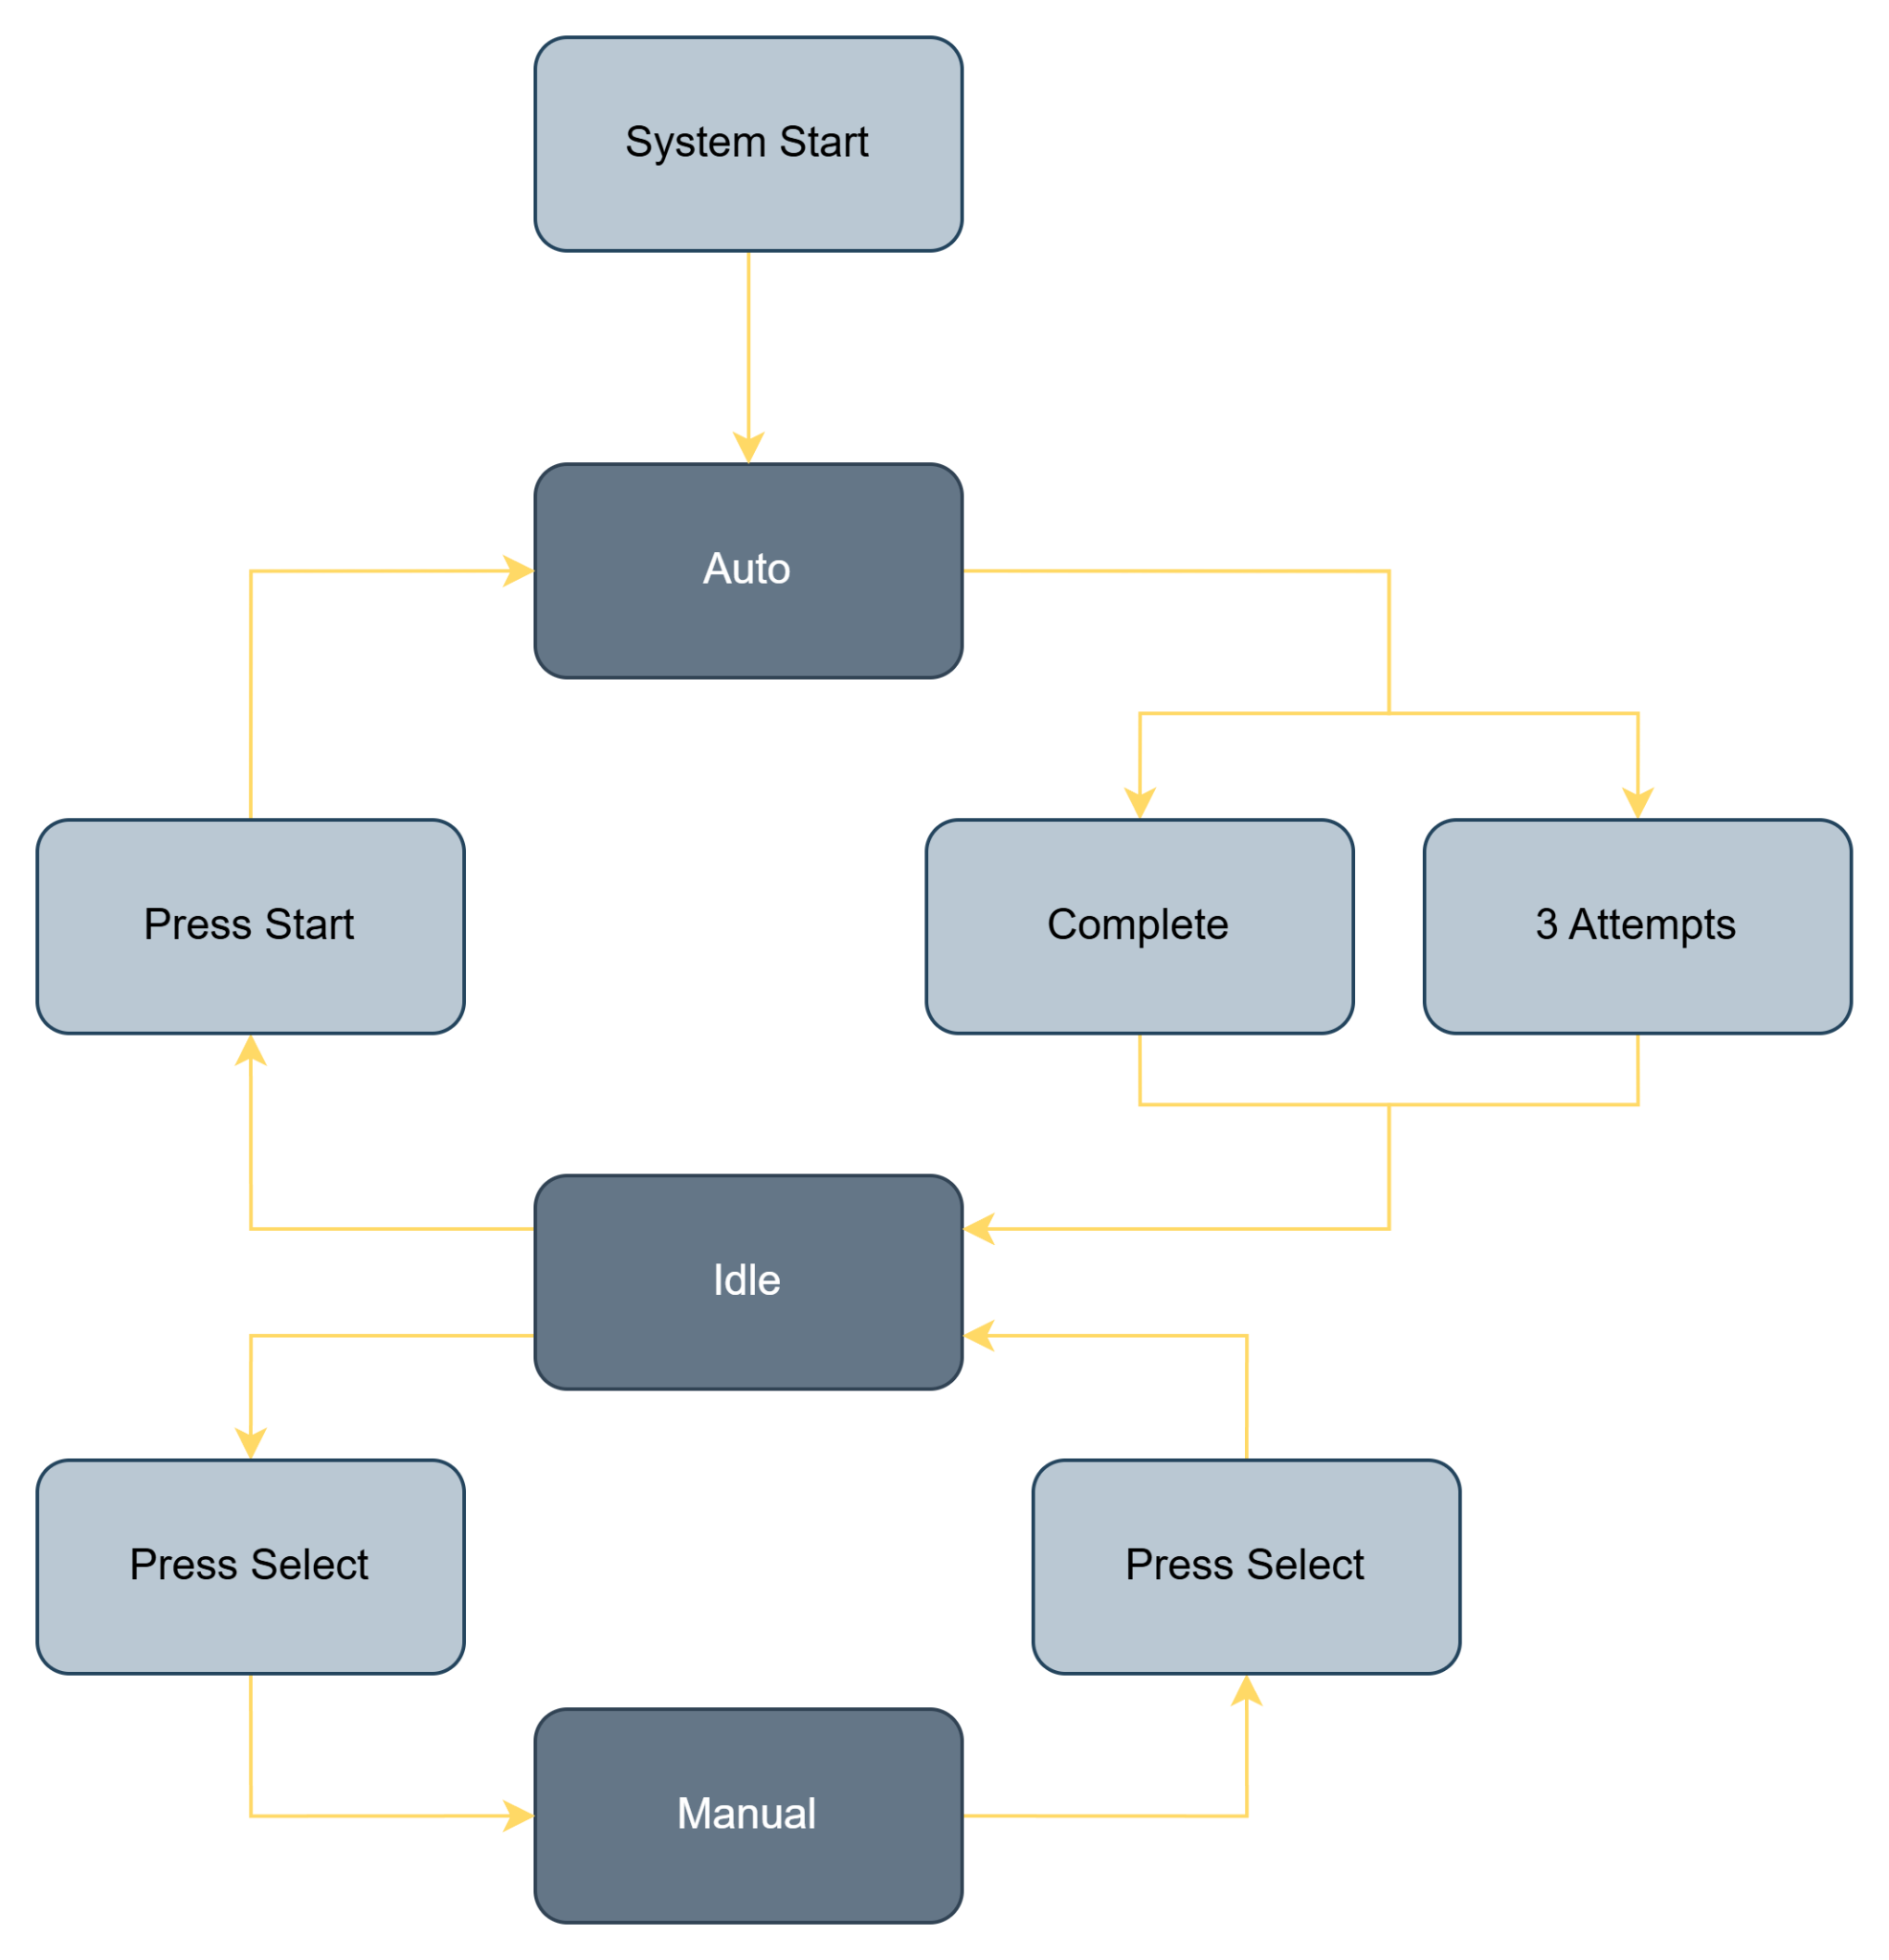 System Start
Auto
Press Start
Complete
3 Attempts
Idle
Press Select
Press Select
Manual